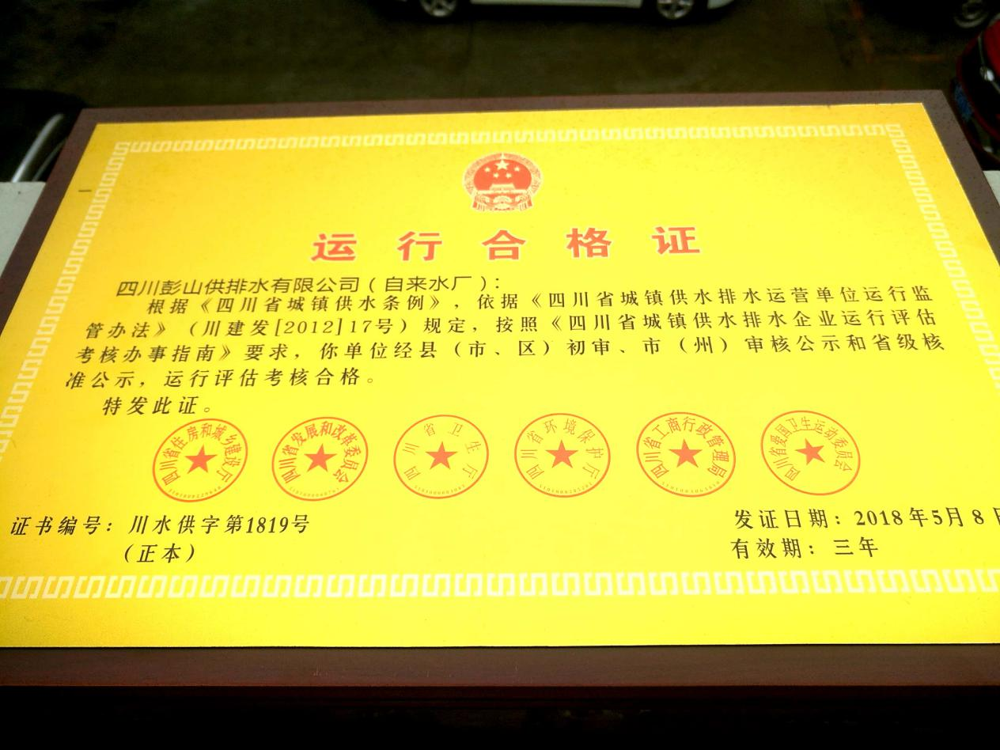 运行合格证
四川彭山供排水有限公司（自来水厂）：
根据《四川省城镇供水条例》，依据《四川省城镇供水排水运营单位运行监
管办法》（川建发[2012]17号）规定，按照《四川省城镇供水排水企业运行评估
考核办事指南》要求，你单位经县（市、区）初审、市（州）审核公示和省级核
准公示，运行评估考核合格。
特发此证。
四川省住房和城乡建设厅
四川省发展和改革委员会
四川省卫生厅
四川省环境保护厅
四川省工商行政管理局
四川省爱国卫生运动委员会
证书编号：川水供字第1819号
（正本）
发证日期：2018年5月8日
有效期：三年